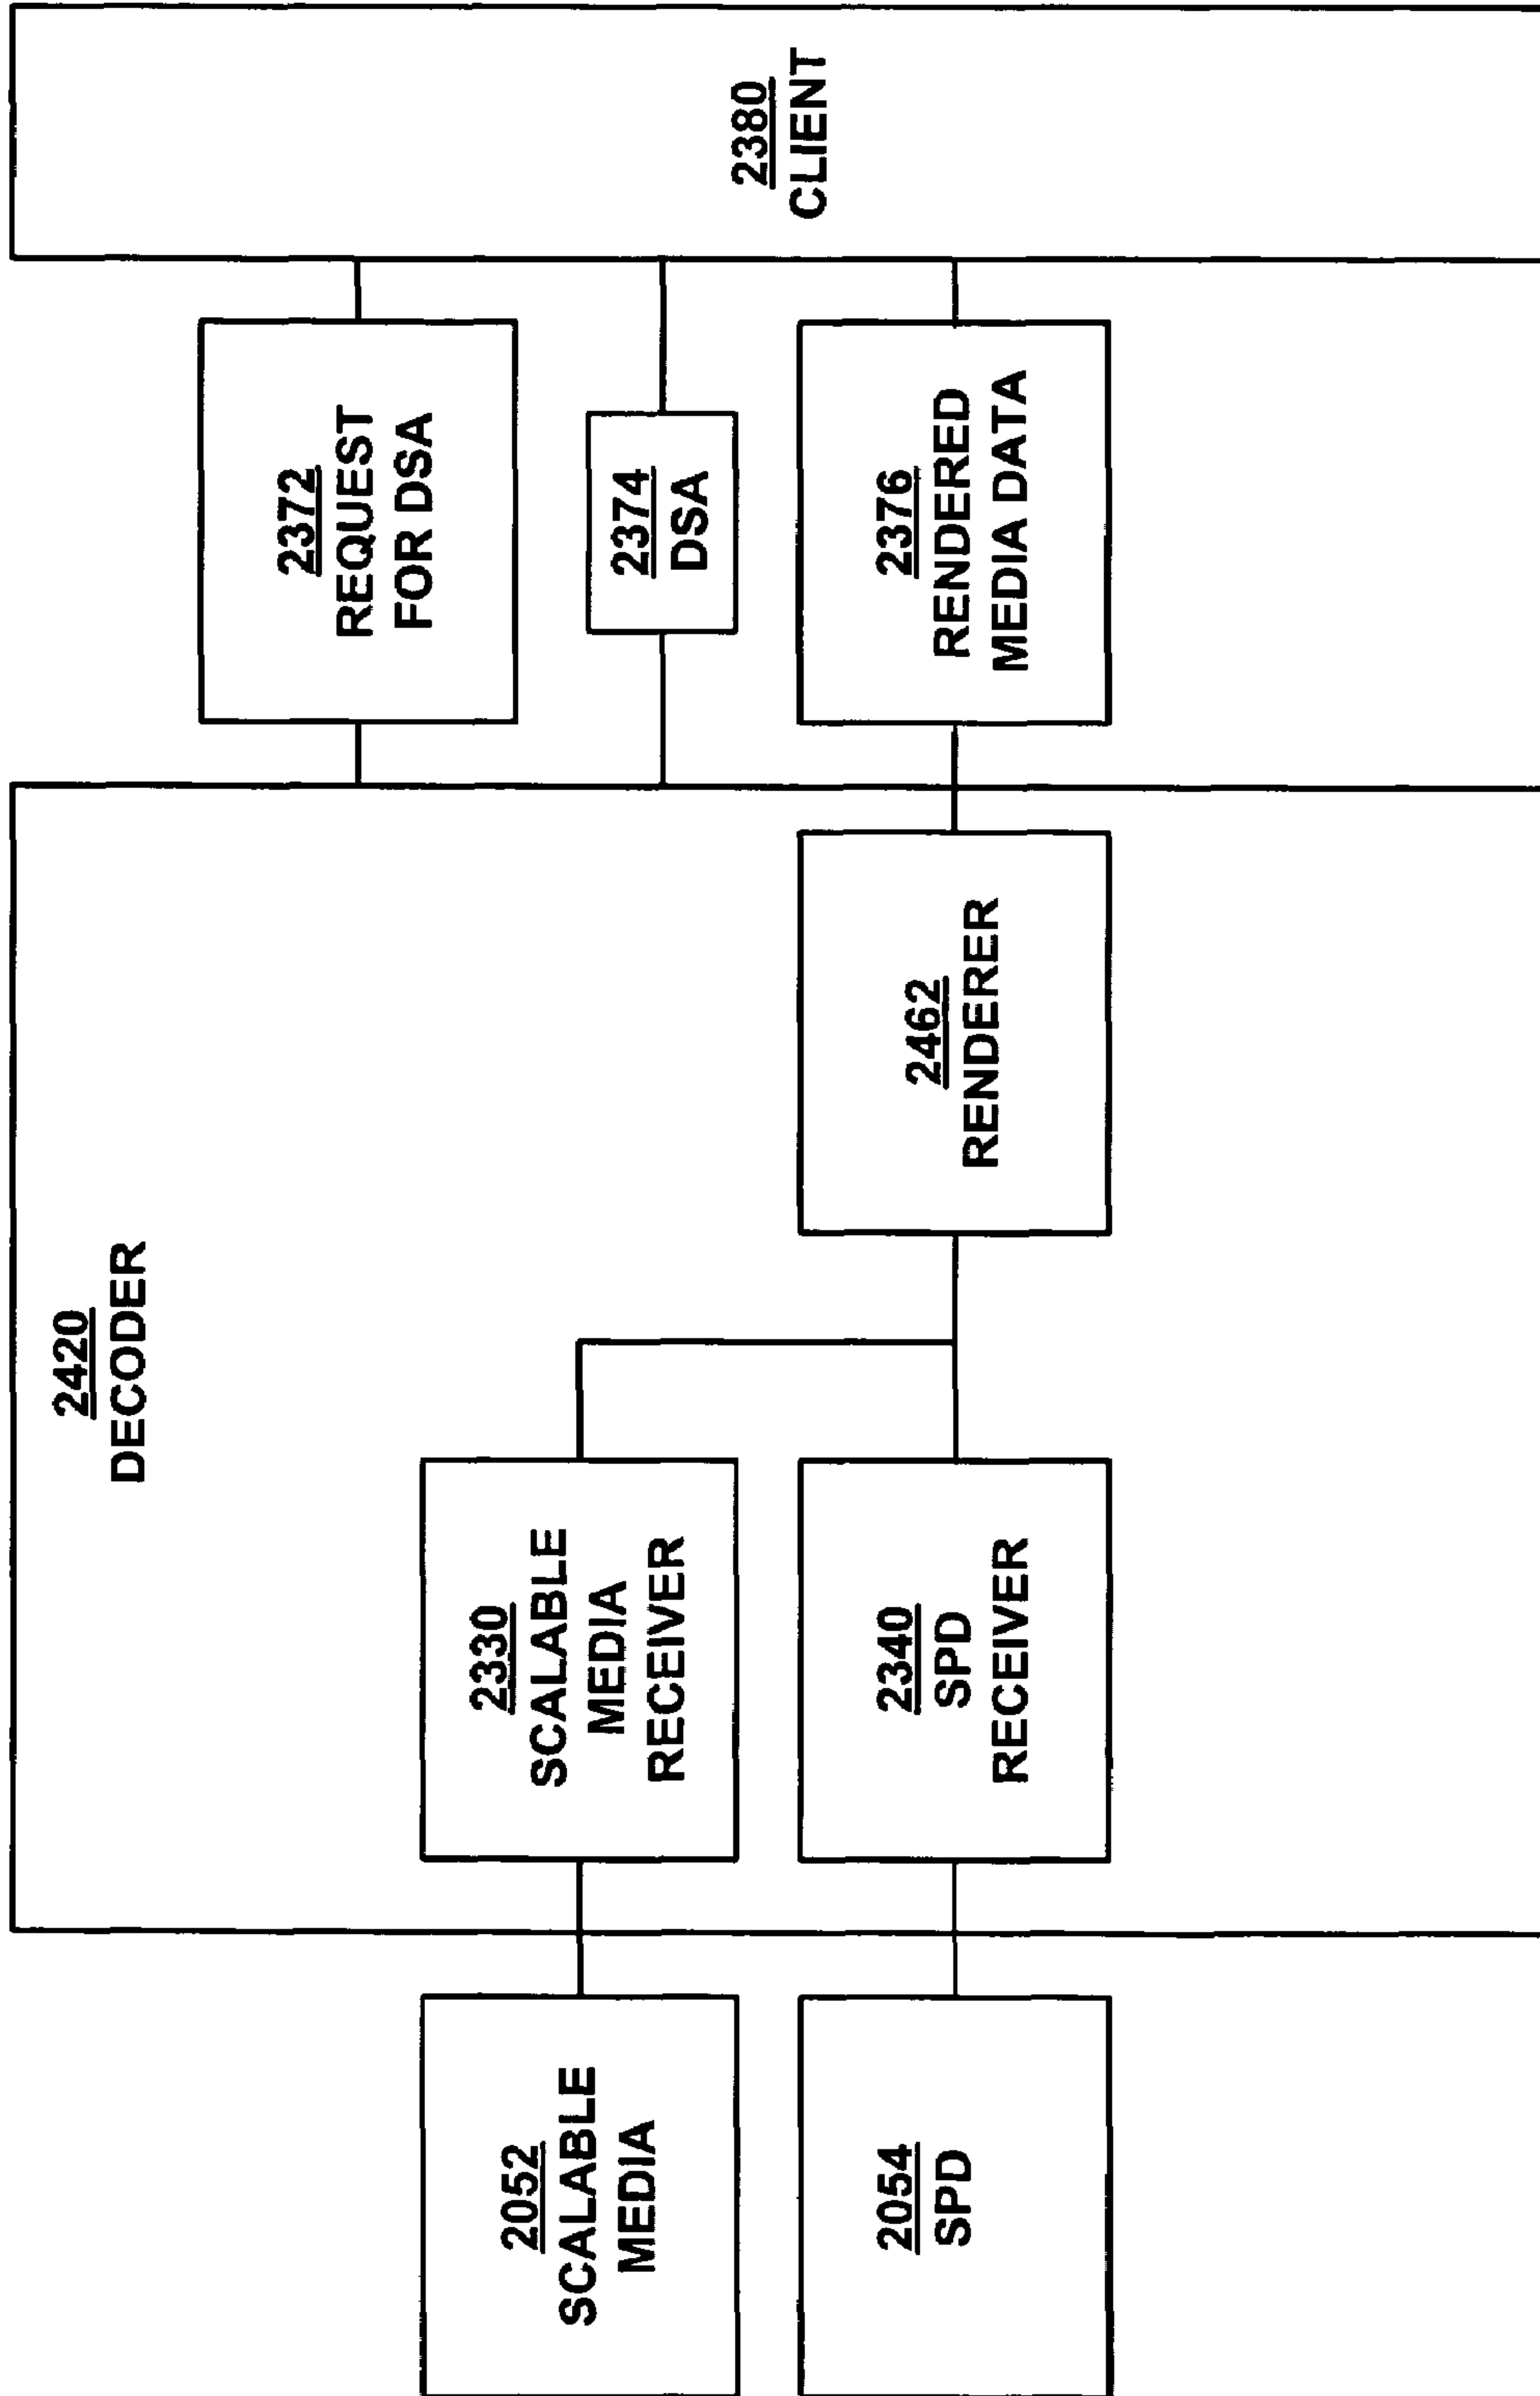 2420
DECODER
2380
CLIENT
2372
REQUEST
FOR DSA
2052
SCALABLE
MEDIA
2330
SCALABLE
MEDIA
RECEIVER
2374
DSA
2054
SPD
2340
SPD
RECEIVER
2462
RENDERER
2376
RENDERED
MEDIA DATA